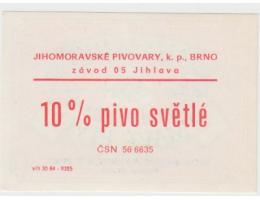 JIHOMORAVSKÉ PIVOVARY, k. p., BRNO
závod 05 Jihlava
10 % pivo světlé
ČSN 56 6635